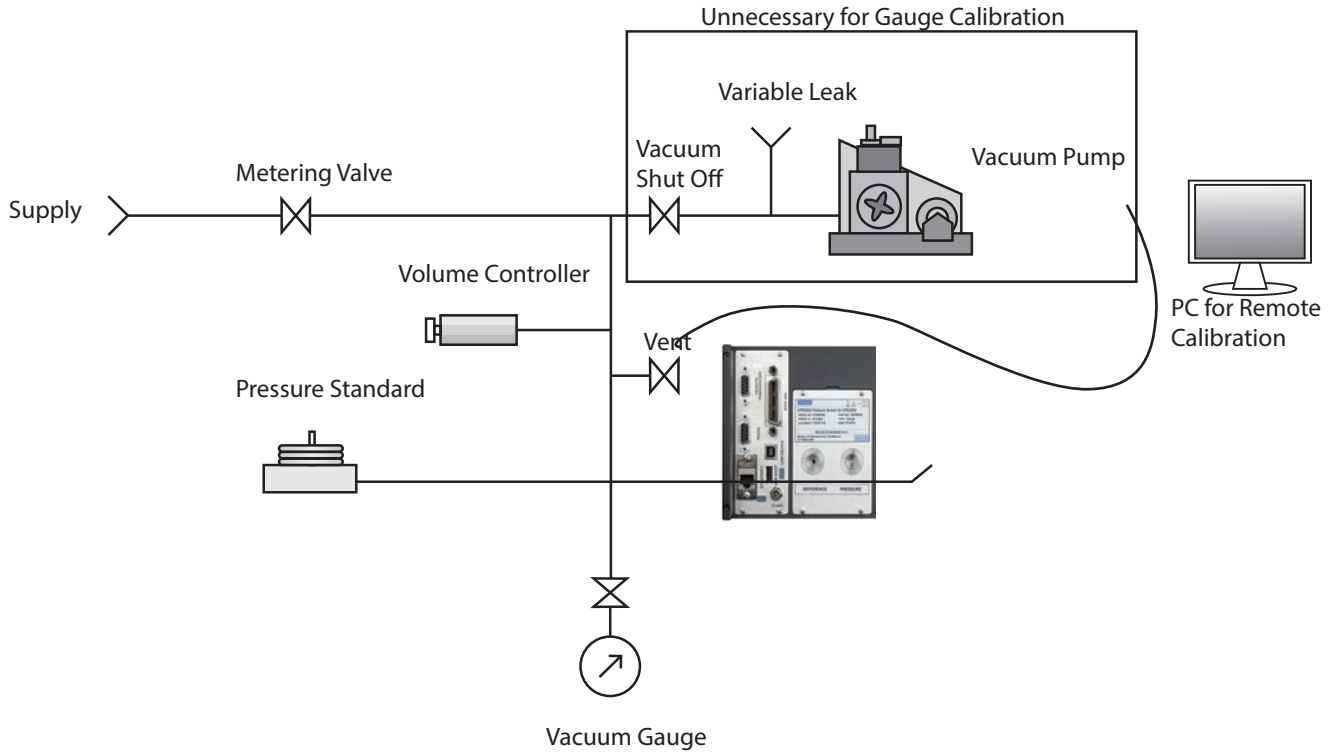 Unnecessary for Gauge Calibration
Variable Leak
Vacuum
Shut Off
Vacuum Pump
Metering Valve
Supply
Volume Controller
PC for Remote
Calibration
Vent
Pressure Standard
REFERENCE PRESSURE
Vacuum Gauge